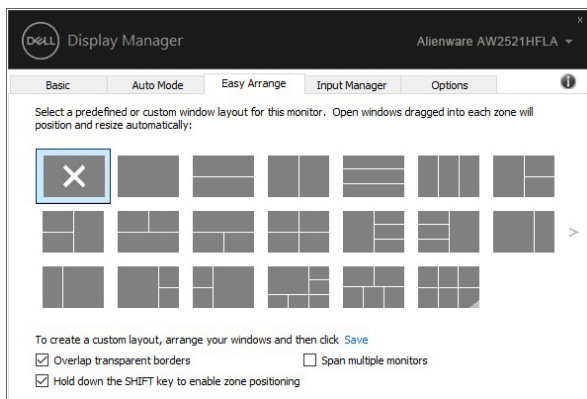 x
DELL Display Manager Alienware AW2521HFLA
Basic Auto Mode Easy Arrange Input Manager Options i
Select a predefined or custom window layout for this monitor. Open windows dragged into each zone will
position and resize automatically:
>
To create a custom layout, arrange your windows and then click Save
Overlap transparent borders Span multiple monitors
Hold down the SHIFT key to enable zone positioning